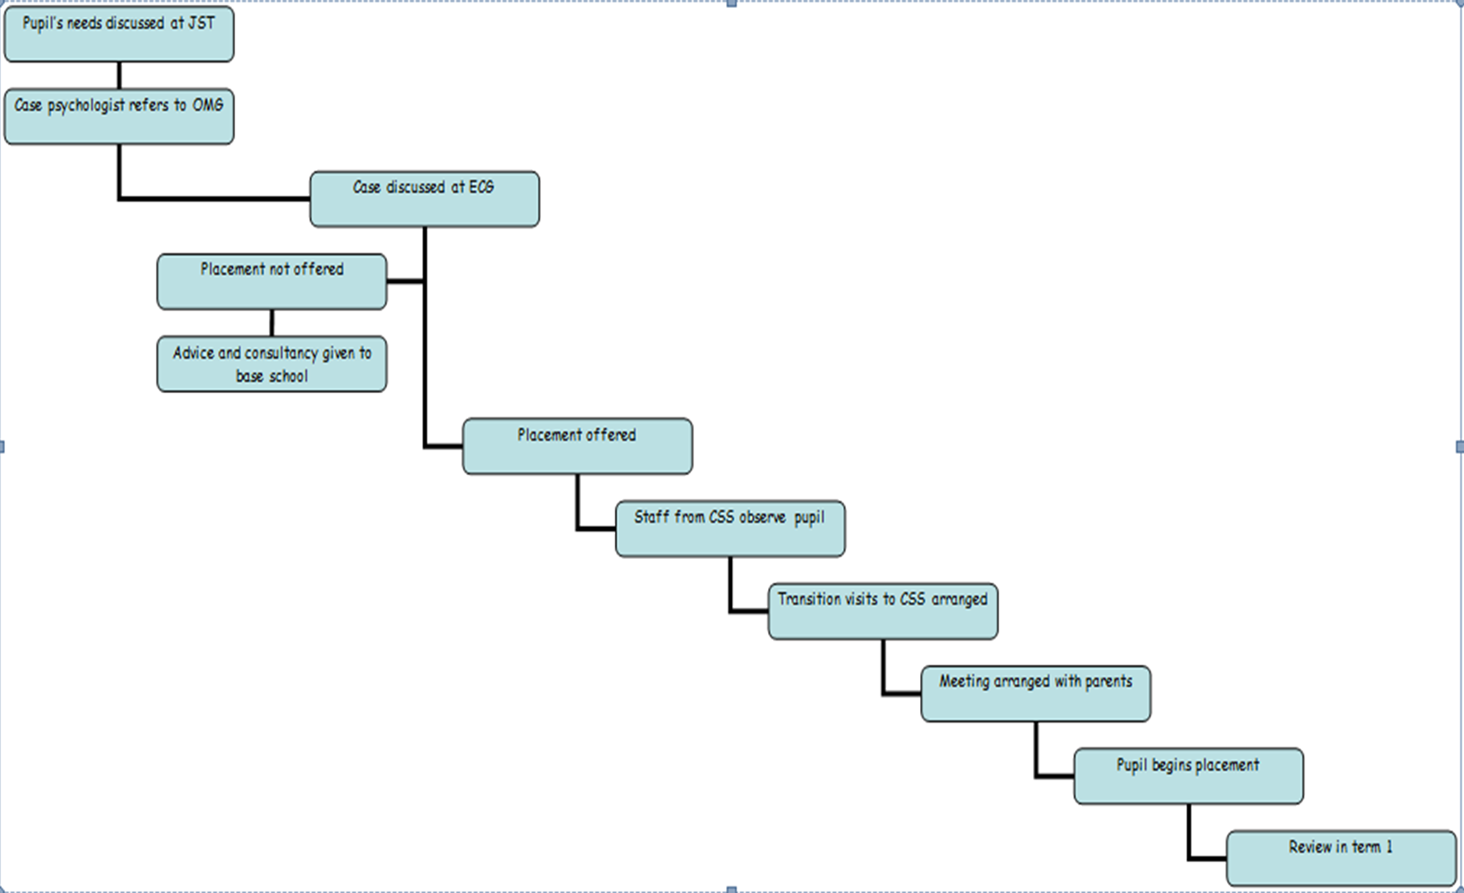 Pupil's needs discussed at JST
Case psychologist refers to OMG
Case discussed at ECG
Placement not offered
Advice and consultancy given to
base school
Placement offered
Staff from CSS observe pupil
Transition visits to CSS arranged
Meeting arranged with parents
Pupil begins placement
Review in term 1